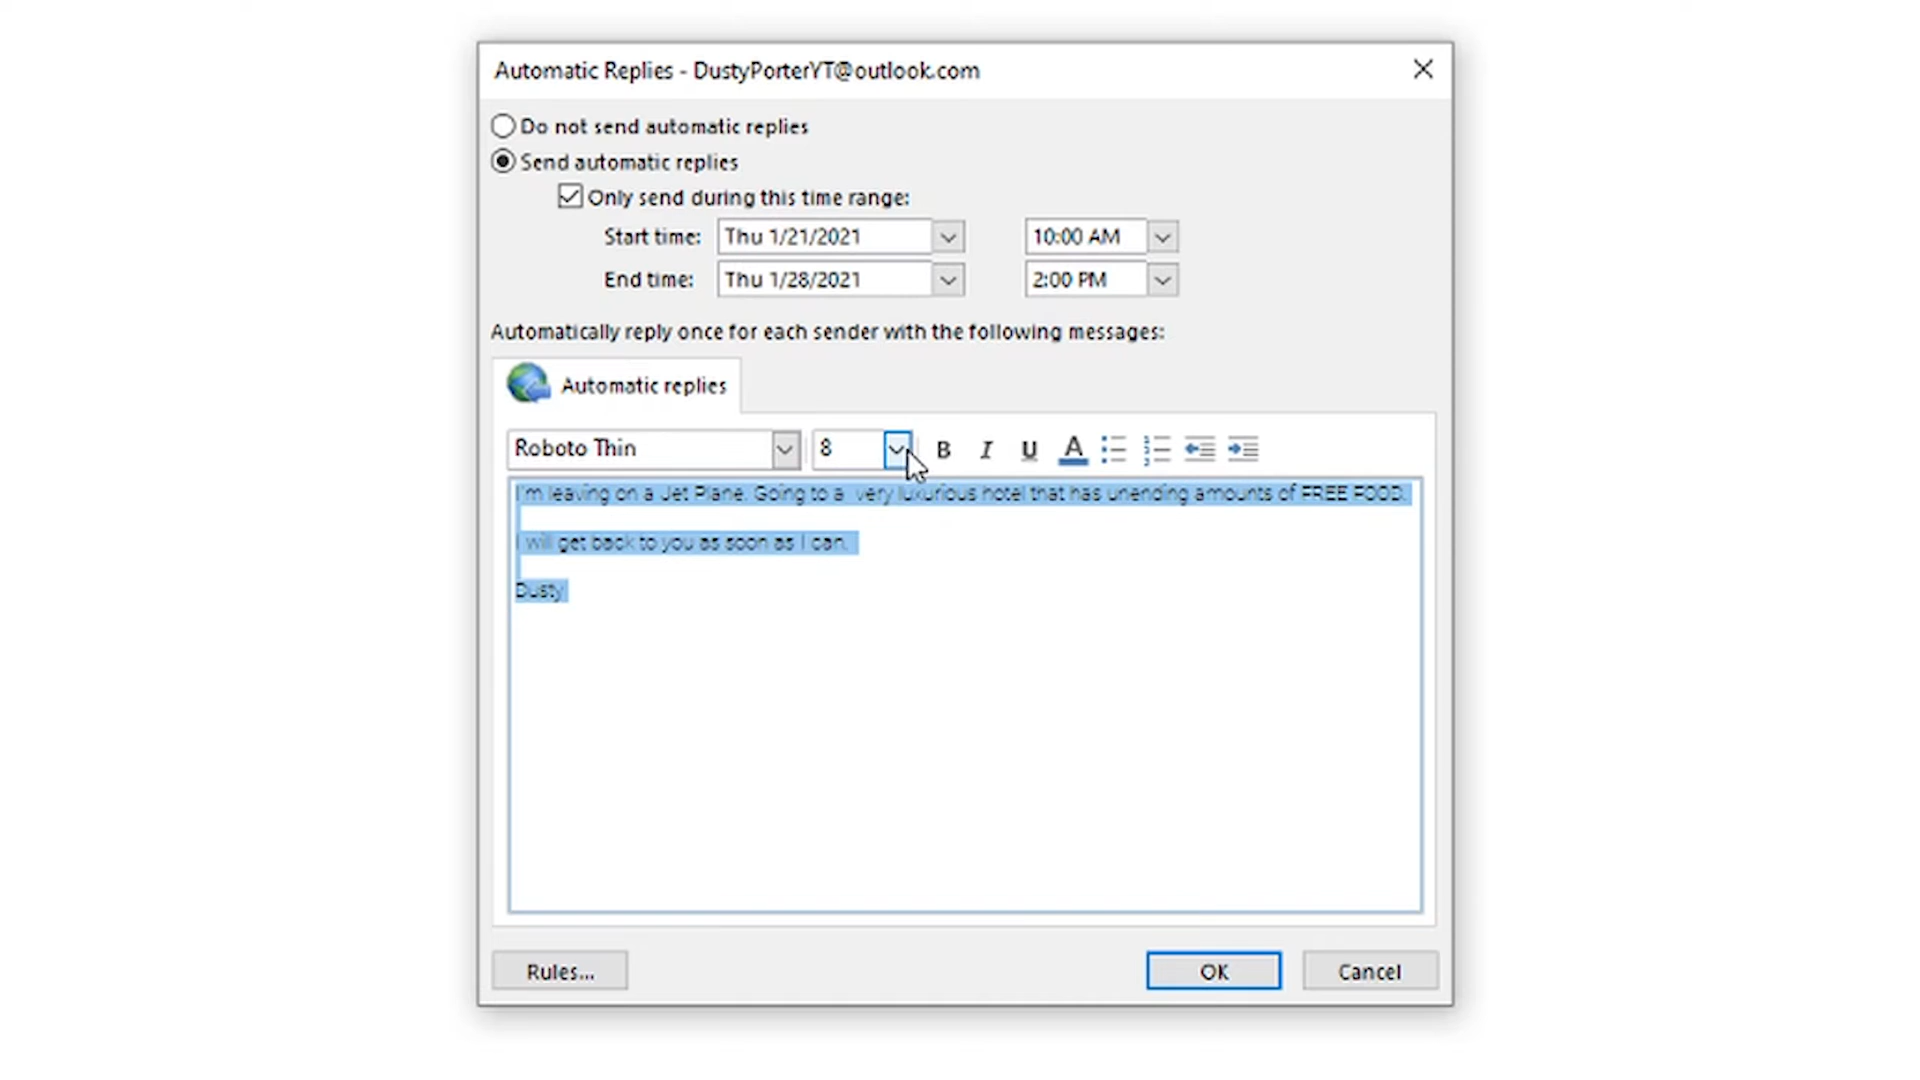 Automatic Replies - DustyPorterYT@outlook.com
Do not send automatic replies
Send automatic replies
Only send during this time range:
Start time: Thu 1/21/2021 10:00 AM
End time: Thu 1/28/2021 2:00 PM
Automatically reply once for each sender with the following messages:
Automatic replies
Roboto Thin 8 B I U A
I'm leaving on a Jet Plane. Going to a very luxurious hotel that has unending amounts of FREE FOOD.
I will get back to you as soon as I can.
Dusty
Rules... OK Cancel